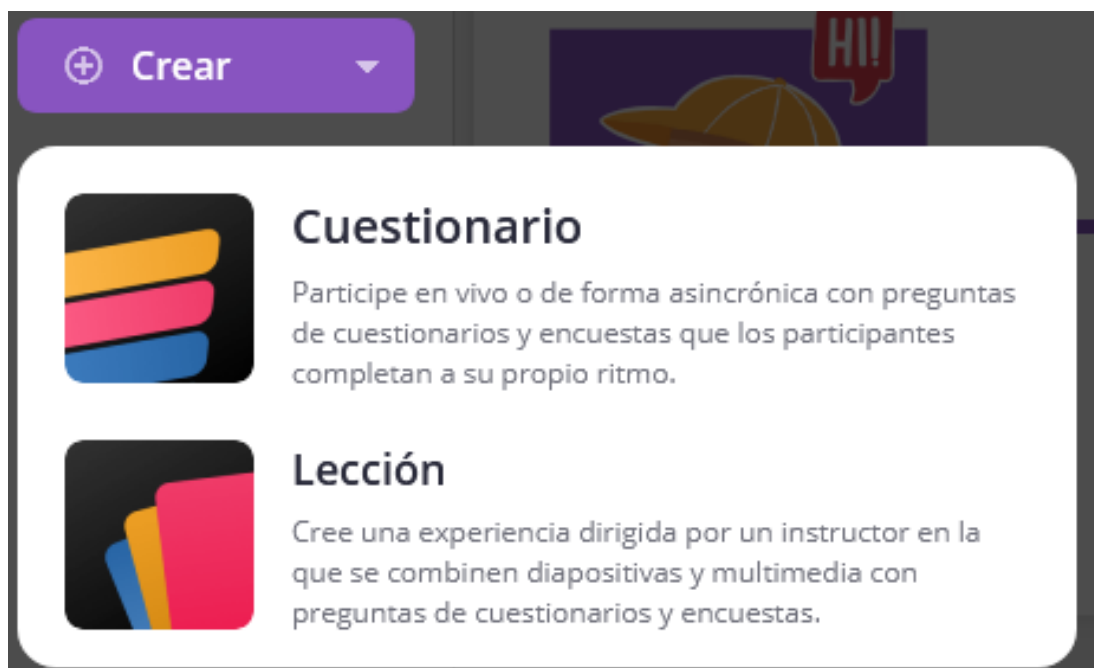 Crear
HI!
Cuestionario
Participe en vivo o de forma asincrónica con preguntas
de cuestionarios y encuestas que los participantes
completan a su propio ritmo.
Lección
Cree una experiencia dirigida por un instructor en la
que se combinen diapositivas y multimedia con
preguntas de cuestionarios y encuestas.